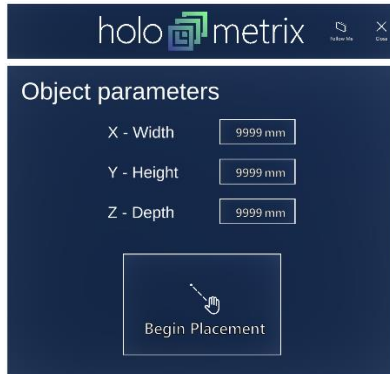 holo metrix
Follow Me
Close
Object parameters
X - Width 9999 mm
Y - Height 9999 mm
Z - Depth 9999 mm
Begin Placement